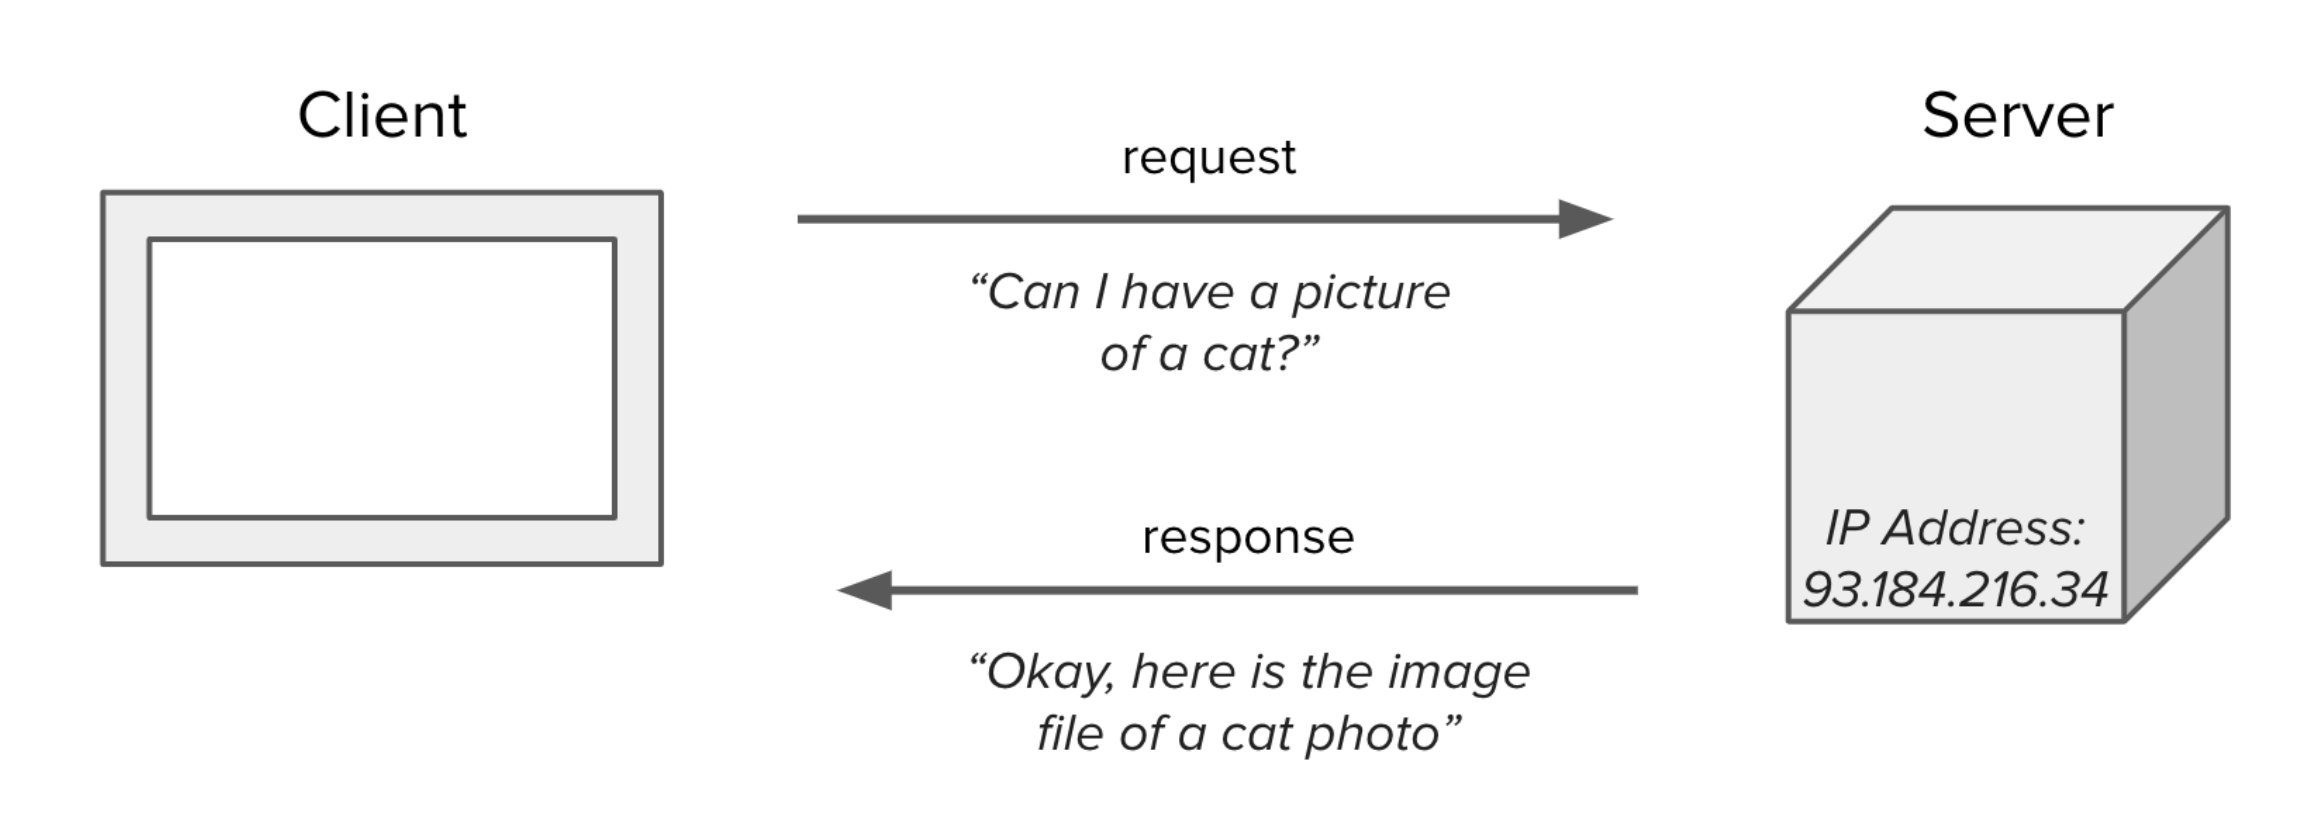 Client
request
“Can I have a picture
of a cat?”
response
“Okay, here is the image
file of a cat photo”
Server
IP Address:
93.184.216.34